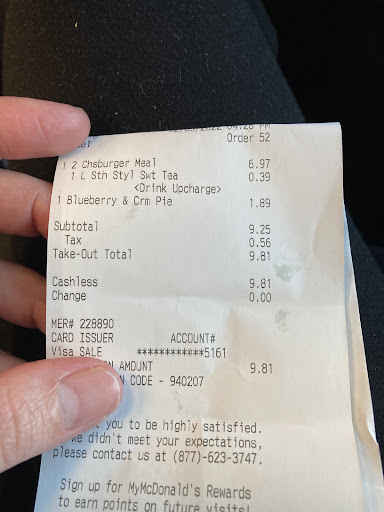 04:26 PM
Order 52
1 2 Chsburger Meal 6.97
1 L Sth Styl Swt Tea 0.39
<Drink Upcharge>
1 Blueberry & Crm Pie 1.89
Subtotal 9.25
Tax 0.56
Take-Out Total 9.81
Cashless 9.81
Change 0.00
MER# 228890
CARD ISSUER ACCOUNT#
Visa SALE ************5161
AMOUNT 9.81
CODE - 940207
you to be highly satisfied.
we didn't meet your expectations,
please contact us at (877)-623-3747.
Sign up for MyMcDonald's Rewards
to earn points on future visits!